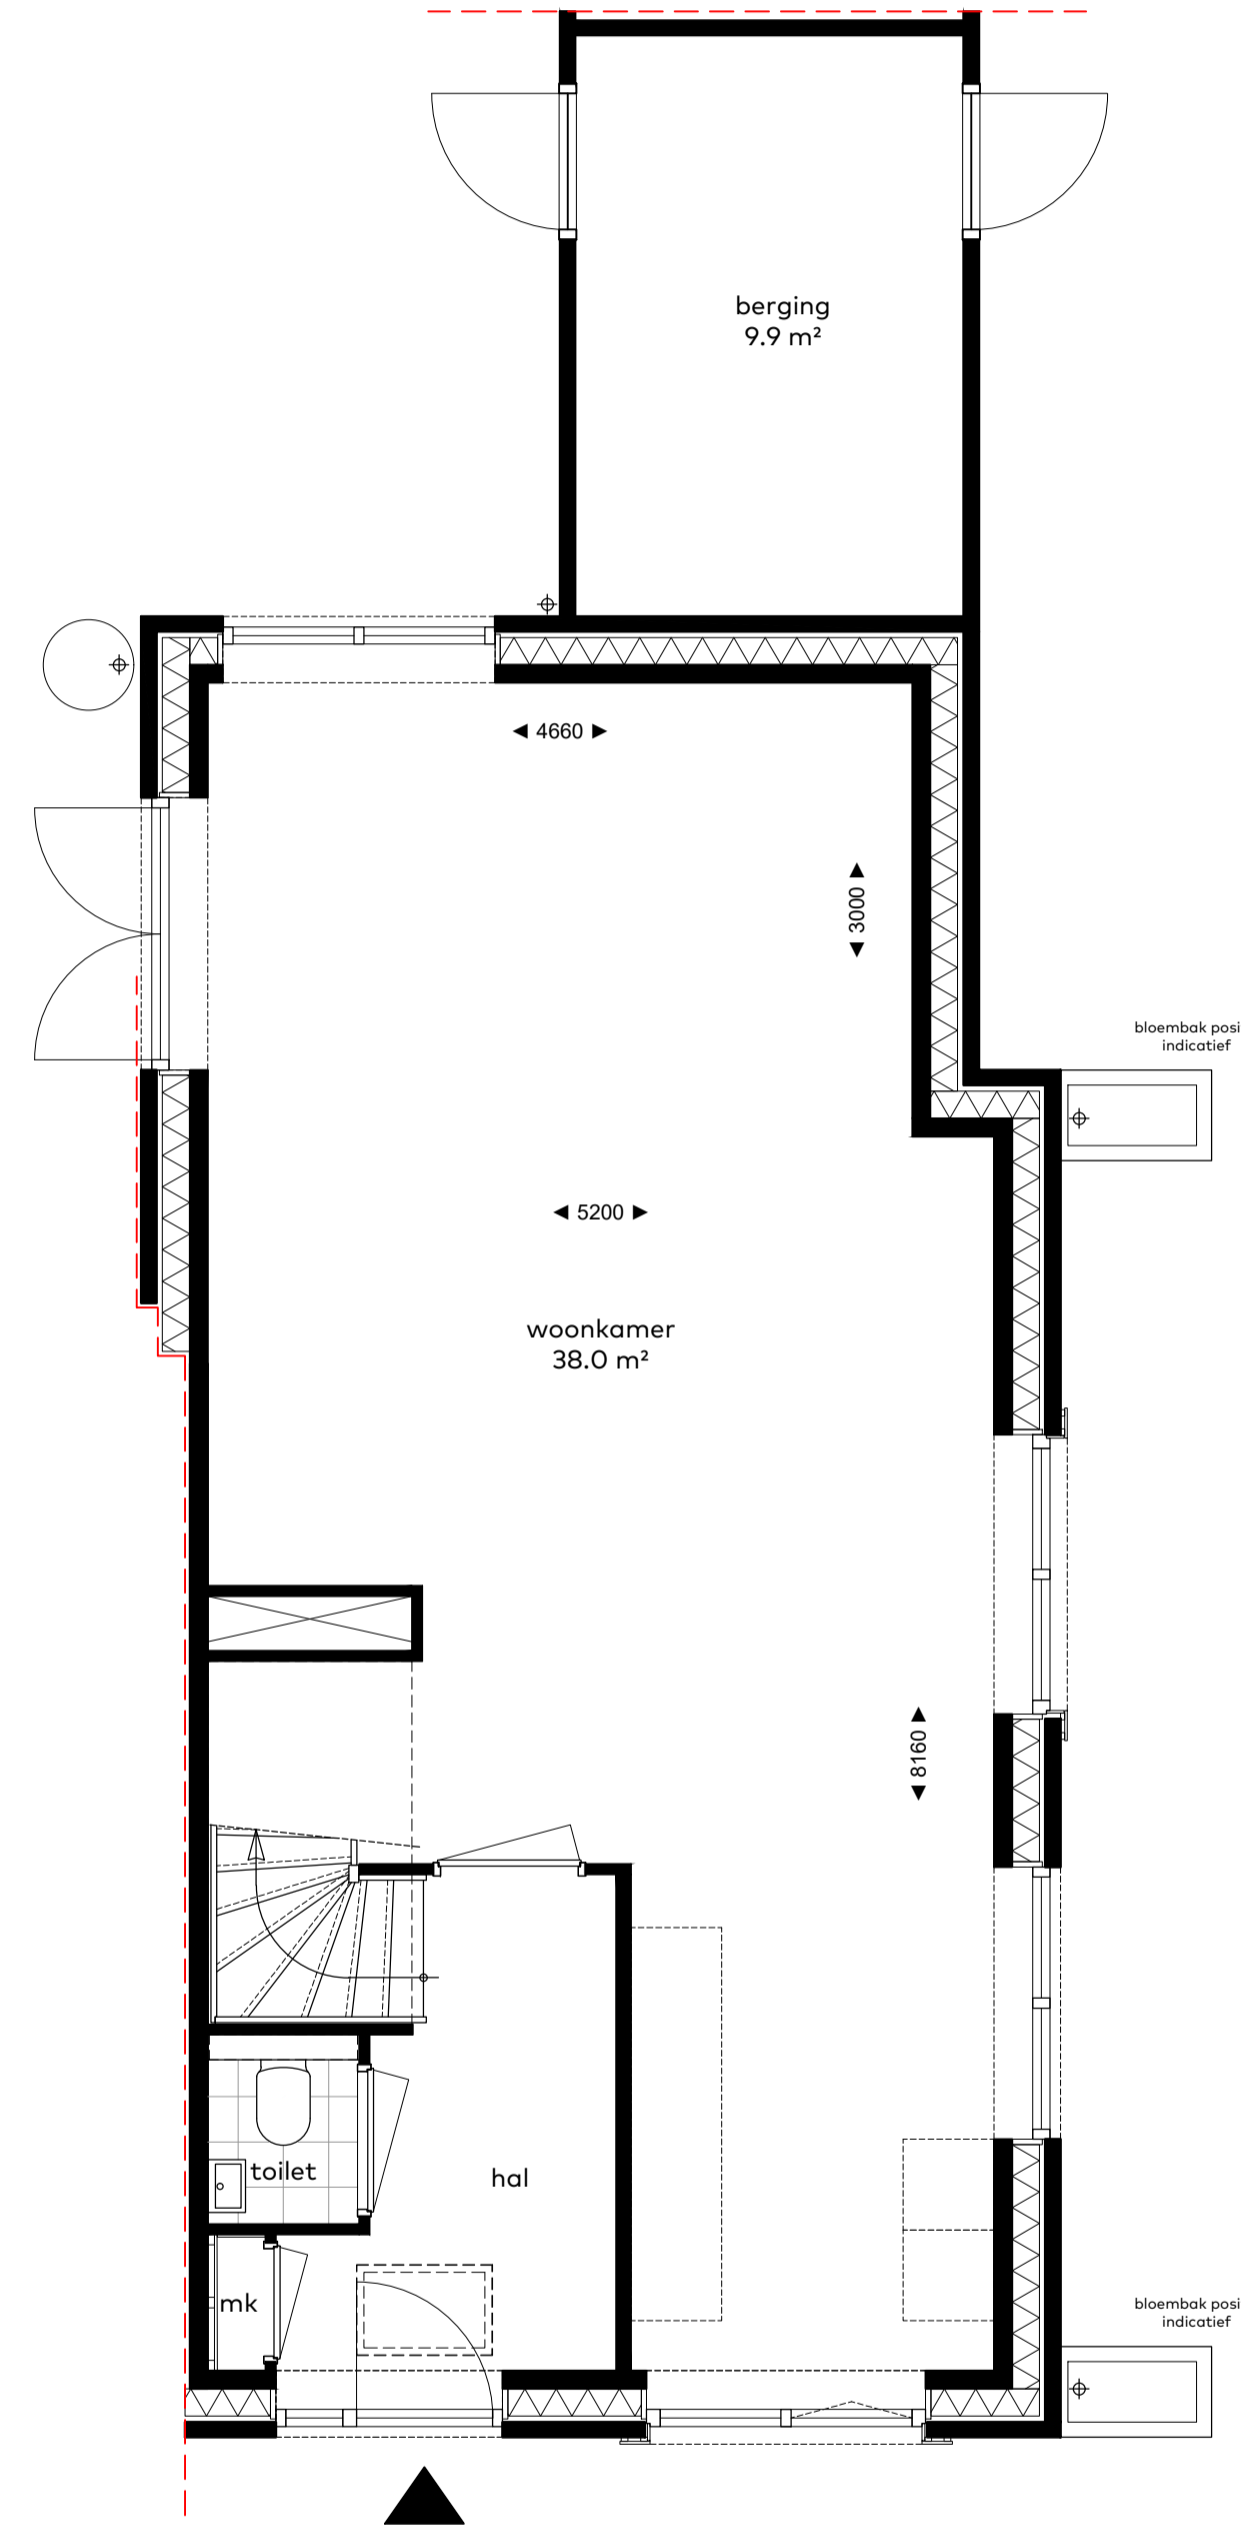 berging
9.9 m²
4660
3000
bloembak posi
indicatief
5200
woonkamer
38.0 m²
8160
toilet
hal
mk
bloembak posi
indicatief